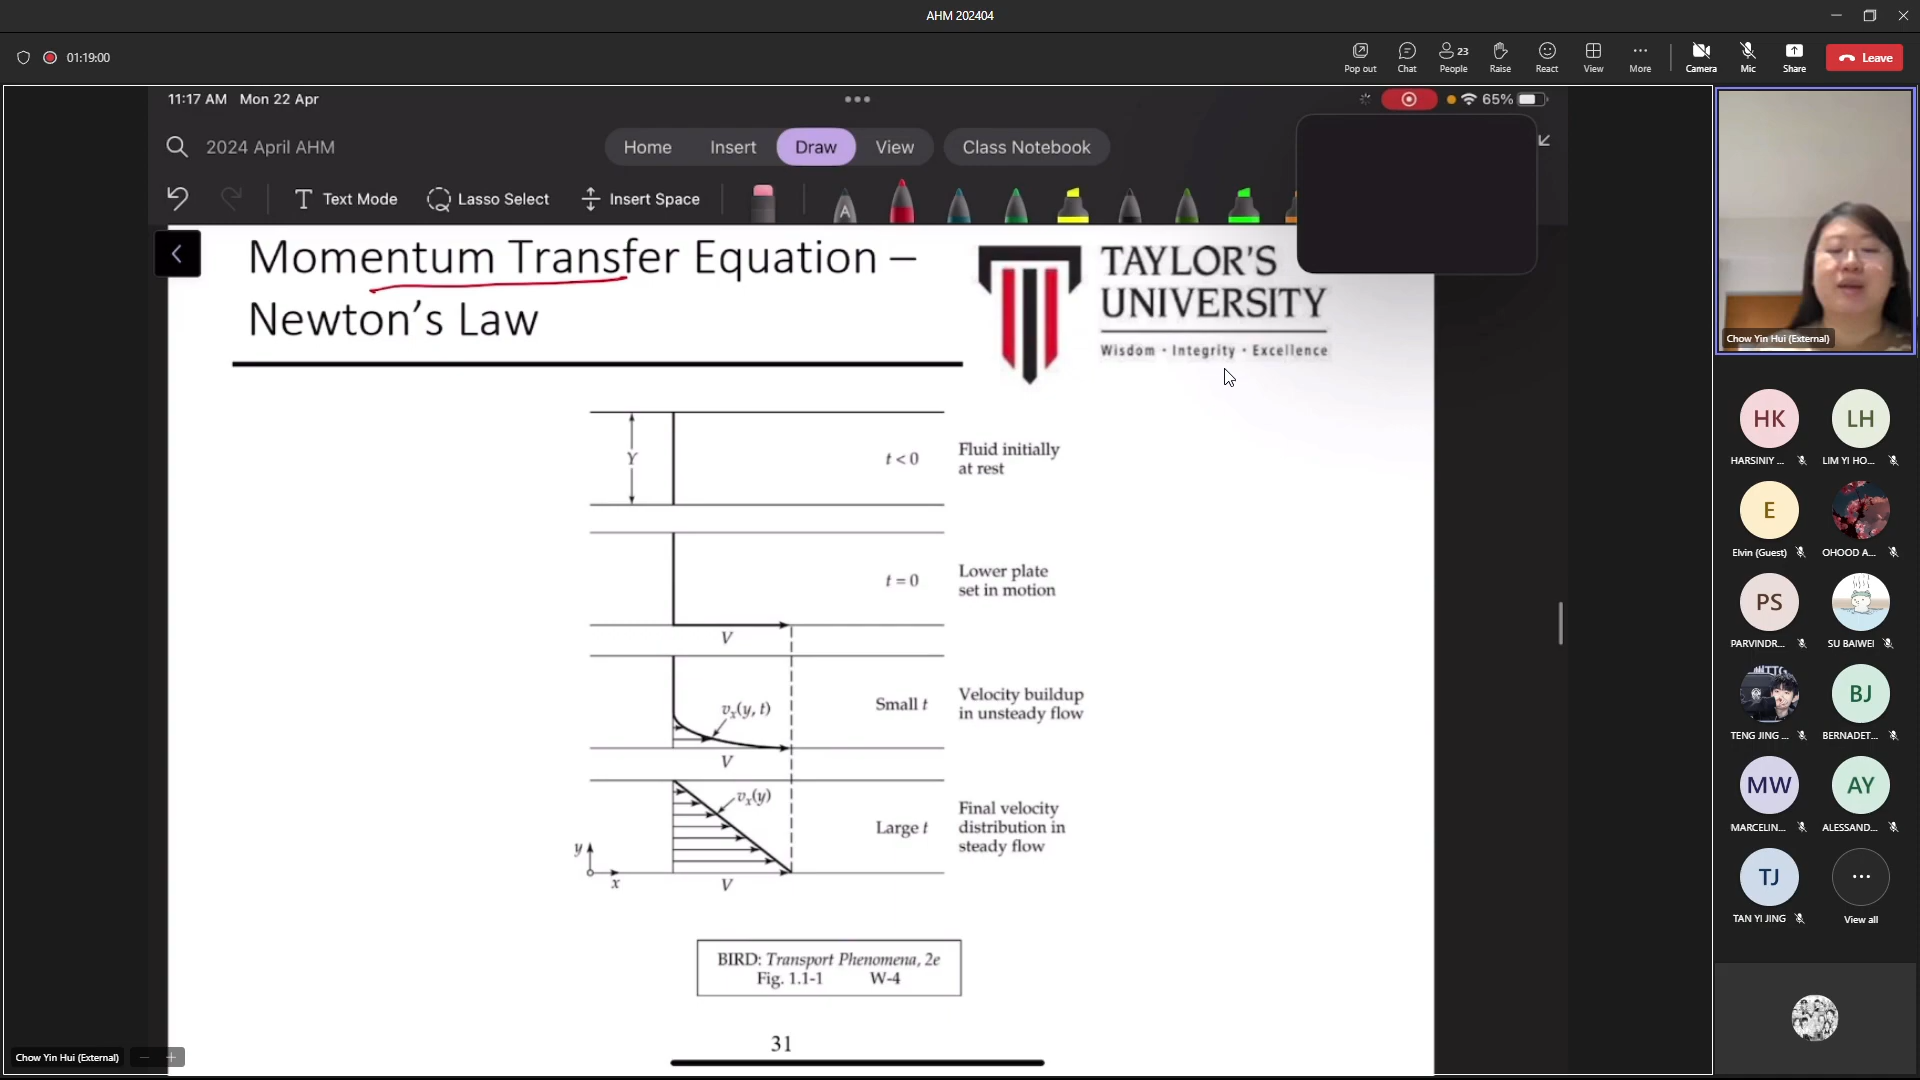 AHM 202404
01:19:00
Pop out
Chat
23
People
Raise
React
View
More
Camera
Mic
Share
Leave
11:17 AM Mon 22 Apr
65%
2024 April AHM
Home
Insert
Draw
View
Class Notebook
Text Mode
Lasso Select
Insert Space
A
Momentum Transfer Equation –
Newton's Law
TAYLOR'S
UNIVERSITY
Wisdom • Integrity • Excellence
Y
t < 0
Fluid initially
at rest
t = 0
Lower plate
set in motion
V
vx(y, t)
Small t
Velocity buildup
in unsteady flow
V
vx(y)
Large t
Final velocity
distribution in
steady flow
y
x
V
BIRD: Transport Phenomena, 2e
Fig. 1.1-1 W-4
31
Chow Yin Hui (External)
Chow Yin Hui (External)
HK
LH
HARSINIY ...
LIM YI HO...
E
Elvin (Guest)
OHOOD A...
PS
PARVINDR...
SU BAIWEI
BJ
TENG JING ...
BERNADET...
MW
AY
MARCELIN...
ALESSAND...
TJ
TAN YI JING
View all